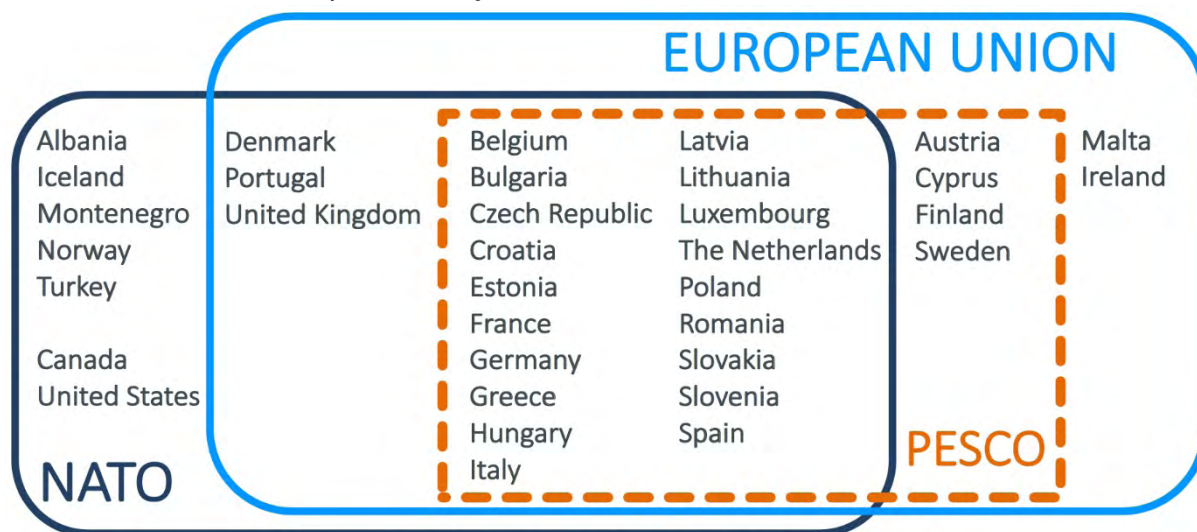 EUROPEAN UNION
Albania
Iceland
Montenegro
Norway
Turkey
Canada
United States
NATO
Denmark
Portugal
United Kingdom
Belgium
Bulgaria
Czech Republic
Croatia
Estonia
France
Germany
Greece
Hungary
Italy
Latvia
Lithuania
Luxembourg
The Netherlands
Poland
Romania
Slovakia
Slovenia
Spain
Austria
Cyprus
Finland
Sweden
PESCO
Malta
Ireland